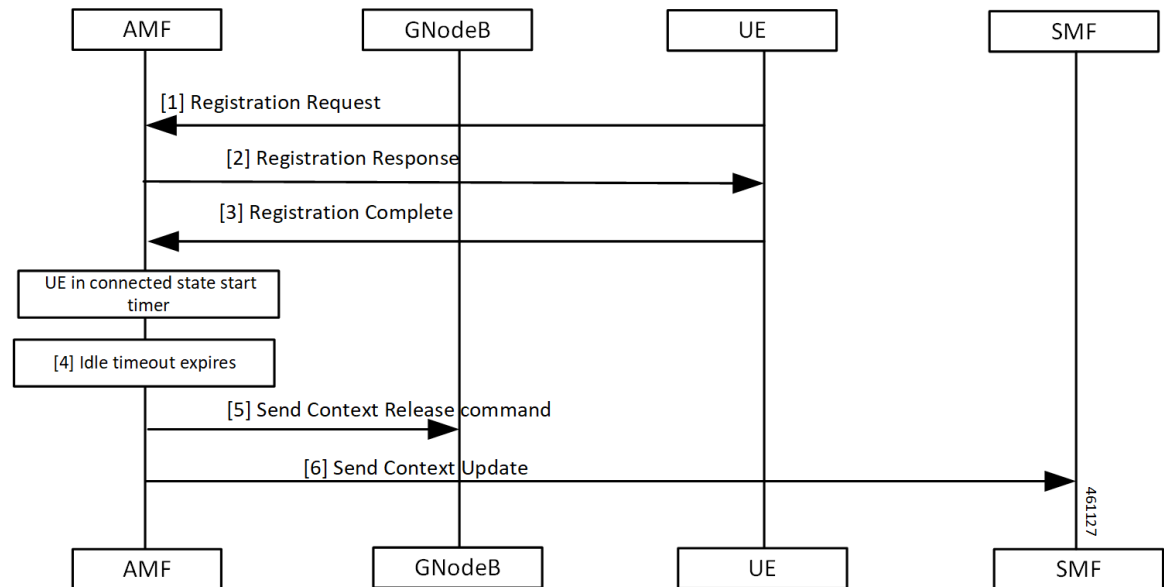 AMF
GNodeB
UE
SMF
[1] Registration Request
[2] Registration Response
[3] Registration Complete
UE in connected state start
timer
[4] Idle timeout expires
[5] Send Context Release command
[6] Send Context Update
461127
AMF
GNodeB
UE
SMF